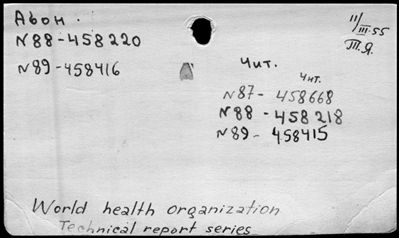 Абон.
N88-458220
N89-458416
11/III-55
III.Я.
Чит.
Чит.
N87- 458668
N88-458218
N89-458415
World health organization
Technical report series